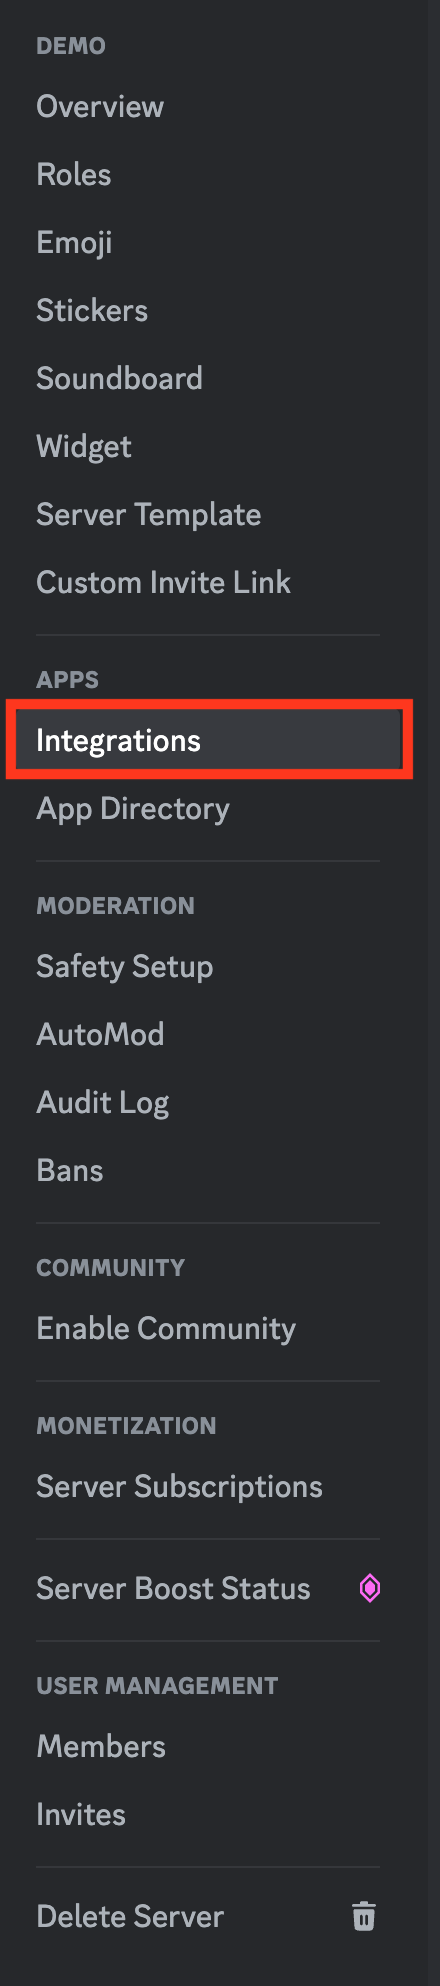 DEMO
Overview
Roles
Emoji
Stickers
Soundboard
Widget
Server Template
Custom Invite Link
APPS
Integrations
App Directory
MODERATION
Safety Setup
AutoMod
Audit Log
Bans
COMMUNITY
Enable Community
MONETIZATION
Server Subscriptions
Server Boost Status
USER MANAGEMENT
Members
Invites
Delete Server